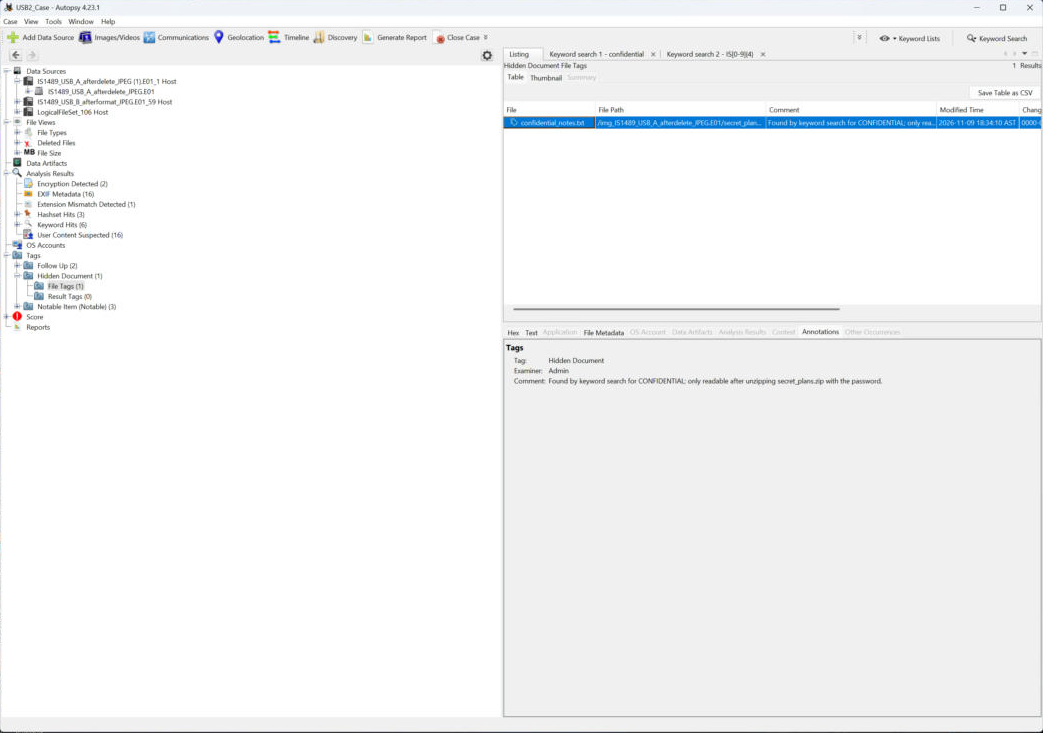 USB2_Case - Autopsy 4.23.1
Case View Tools Window Help
Add Data Source Images/Videos Communications Geolocation Timeline Discovery Generate Report Close Case Keyword Lists Keyword Search
Data Sources
IS1489_USB_A_afterdelete_JPEG (1).E01_1 Host
IS1489_USB_A_afterdelete_JPEG.E01
IS1489_USB_B_afterformat_JPEG.E01_59 Host
LogicalFileSet_106 Host
File Views
File Types
Deleted Files
MB File Size
Data Artifacts
Analysis Results
Encryption Detected (2)
EXIF Metadata (16)
Extension Mismatch Detected (1)
Hashset Hits (3)
Keyword Hits (6)
User Content Suspected (16)
OS Accounts
Tags
Follow Up (2)
Hidden Document (1)
File Tags (1)
Result Tags (0)
Notable Item (Notable) (3)
Score
Reports
Listing Keyword search 1 - confidential Keyword search 2 - IS[0-9]{4}
Hidden Document File Tags
1 Results
Table Thumbnail Summary
Save Table as CSV
File File Path Comment Modified Time Chang
confidential_notes.txt /img_IS1489_USB_A_afterdelete_JPEG.E01/secret_plan... Found by keyword search for CONFIDENTIAL; only rea... 2026-11-09 18:34:10 AST 0000-0
Hex Text Application File Metadata OS Account Data Artifacts Analysis Results Context Annotations Other Occurrences
Tags
Tag: Hidden Document
Examiner: Admin
Comment: Found by keyword search for CONFIDENTIAL; only readable after unzipping secret_plans.zip with the password.